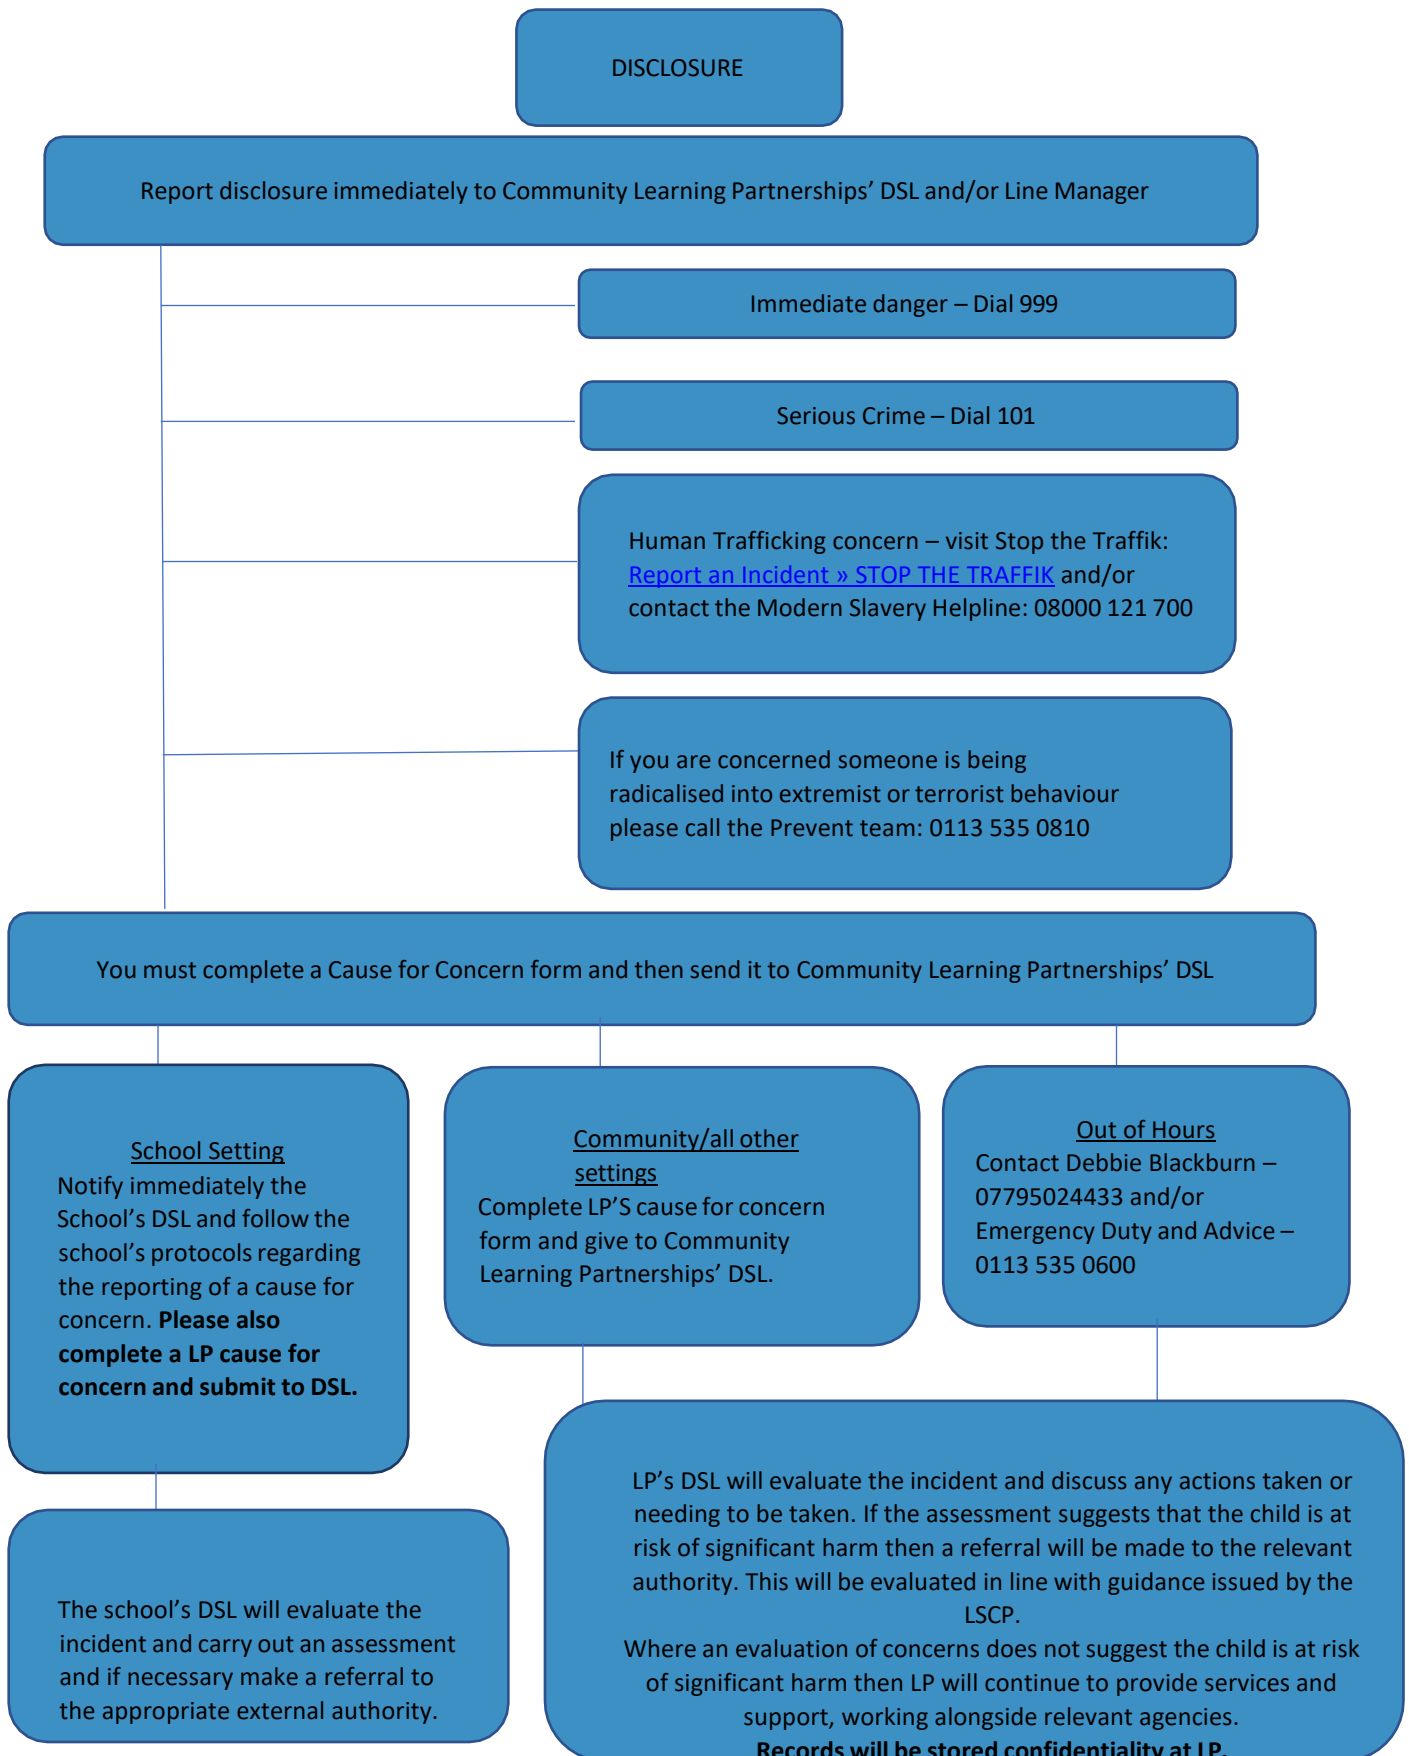 DISCLOSURE
Report disclosure immediately to Community Learning Partnerships’ DSL and/or Line Manager
Immediate danger – Dial 999
Serious Crime – Dial 101
Human Trafficking concern – visit Stop the Traffik:
Report an Incident » STOP THE TRAFFIK and/or
contact the Modern Slavery Helpline: 08000 121 700
If you are concerned someone is being
radicalised into extremist or terrorist behaviour
please call the Prevent team: 0113 535 0810
You must complete a Cause for Concern form and then send it to Community Learning Partnerships’ DSL
School Setting
Notify immediately the
School’s DSL and follow the
school’s protocols regarding
the reporting of a cause for
concern. Please also
complete a LP cause for
concern and submit to DSL.
Community/all other
settings
Complete LP’S cause for concern
form and give to Community
Learning Partnerships’ DSL.
Out of Hours
Contact Debbie Blackburn –
07795024433 and/or
Emergency Duty and Advice –
0113 535 0600
The school’s DSL will evaluate the
incident and carry out an assessment
and if necessary make a referral to
the appropriate external authority.
LP’s DSL will evaluate the incident and discuss any actions taken or
needing to be taken. If the assessment suggests that the child is at
risk of significant harm then a referral will be made to the relevant
authority. This will be evaluated in line with guidance issued by the
LSCP.
Where an evaluation of concerns does not suggest the child is at risk
of significant harm then LP will continue to provide services and
support, working alongside relevant agencies.
Records will be stored confidentiality at LP.